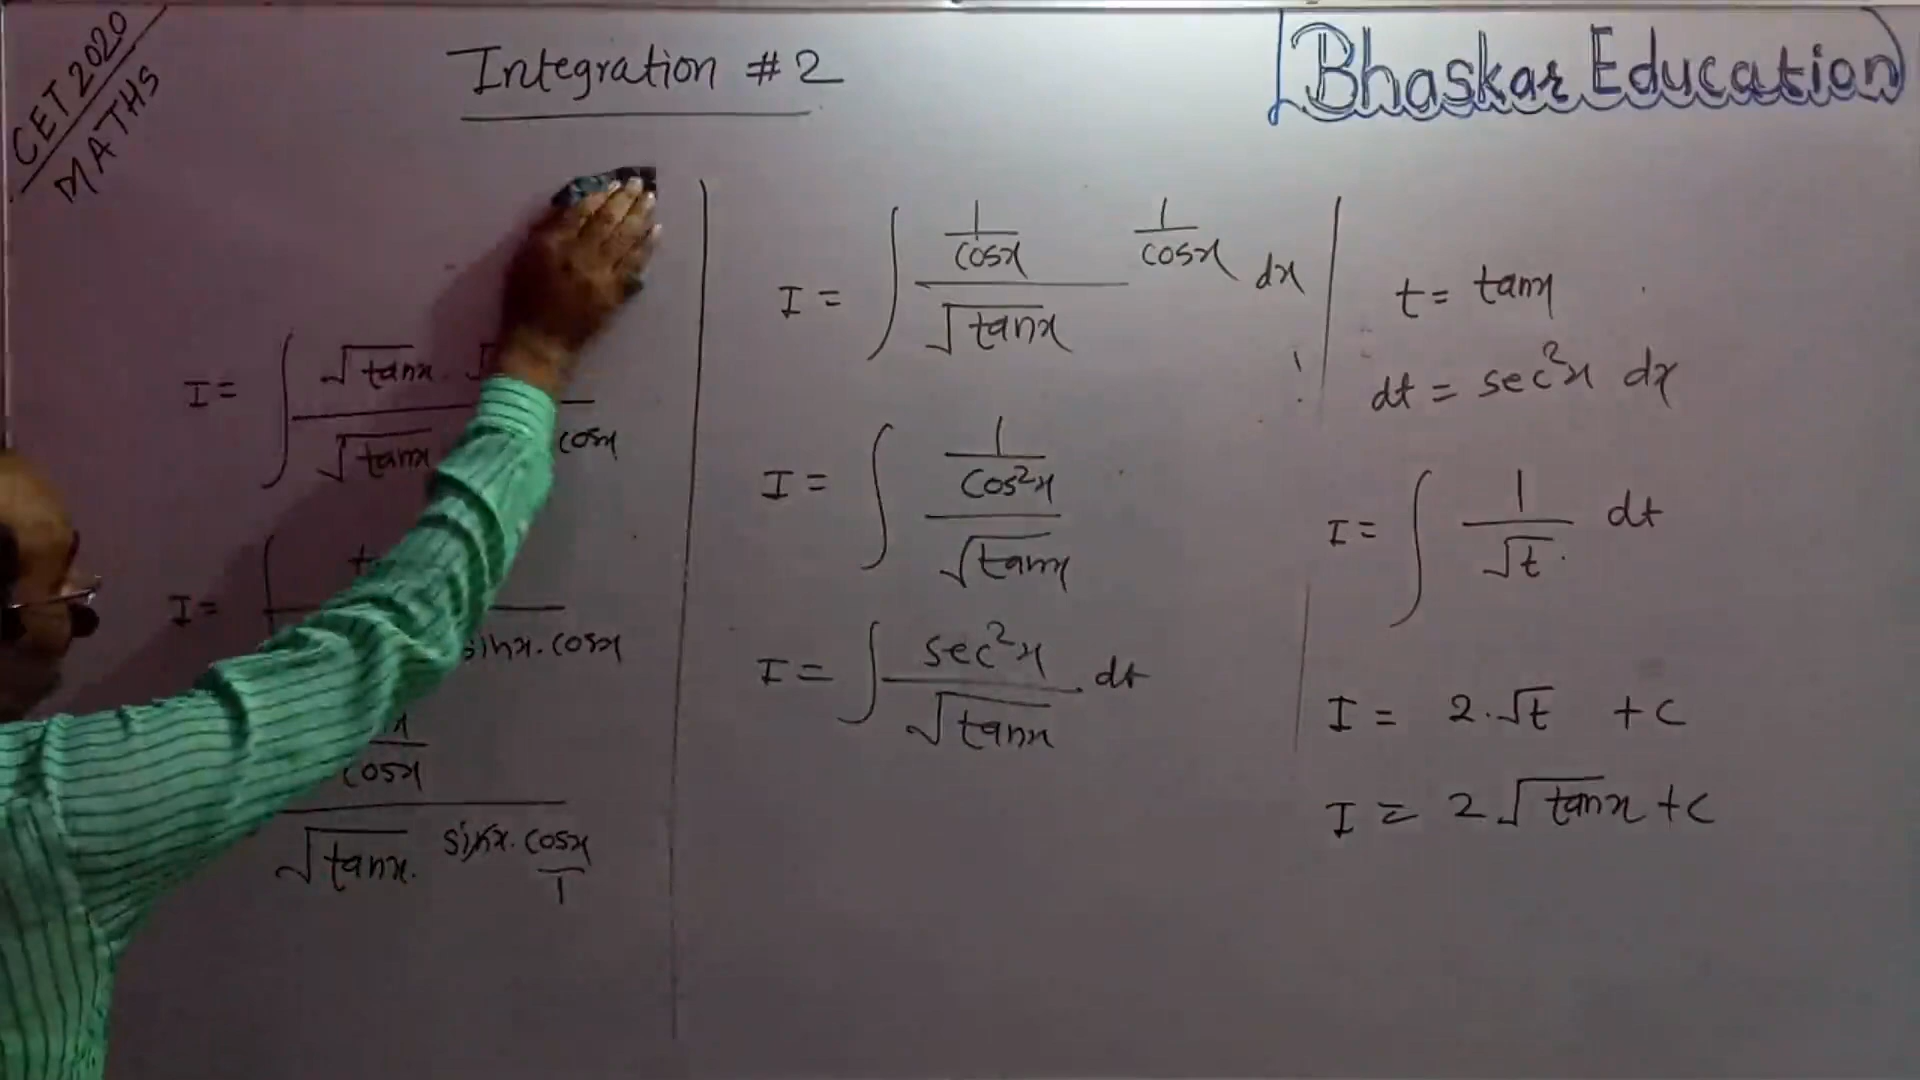 CET 2020
MATHS
Integration # 2
Bhaskar Education
I = ∫ √tanx . √
√tanx cosx
I =
sinx . cosx
cosx
√tanx . sinx . cosx
1
I = ∫ 1/cosx 1/cosx dx
√tanx
I = ∫ 1/cos²x
√tanx
I = ∫ sec²x dt
√tanx
t = tanx
dt = sec²x dx
I = ∫ 1/√t . dt
I = 2.√t + c
I = 2√tanx + c